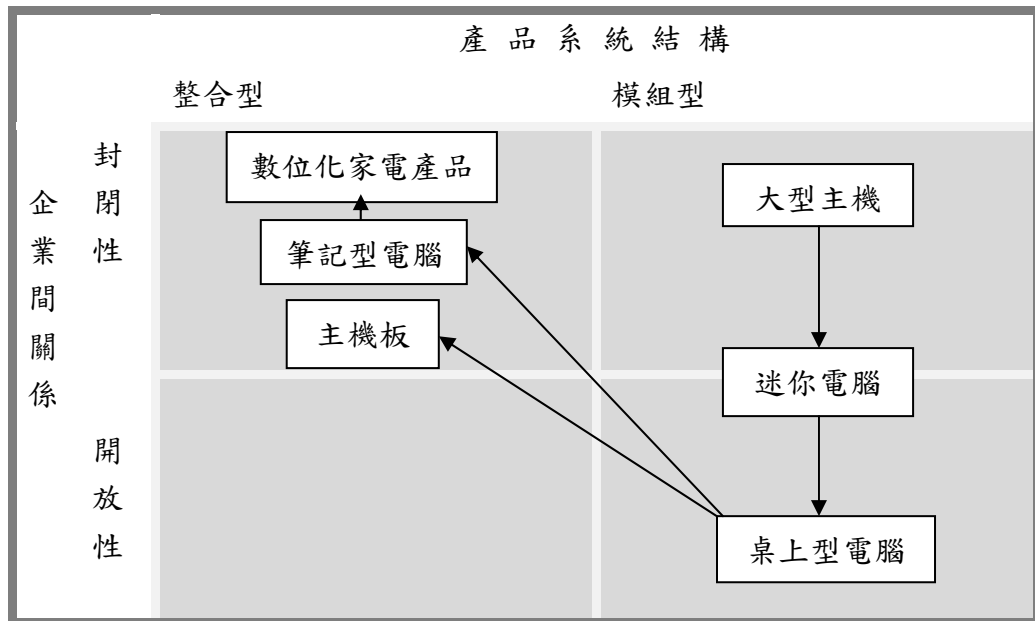 產品系統結構
整合型
模組型
企業間關係
封閉性
開放性
數位化家電產品
筆記型電腦
主機板
大型主機
迷你電腦
桌上型電腦